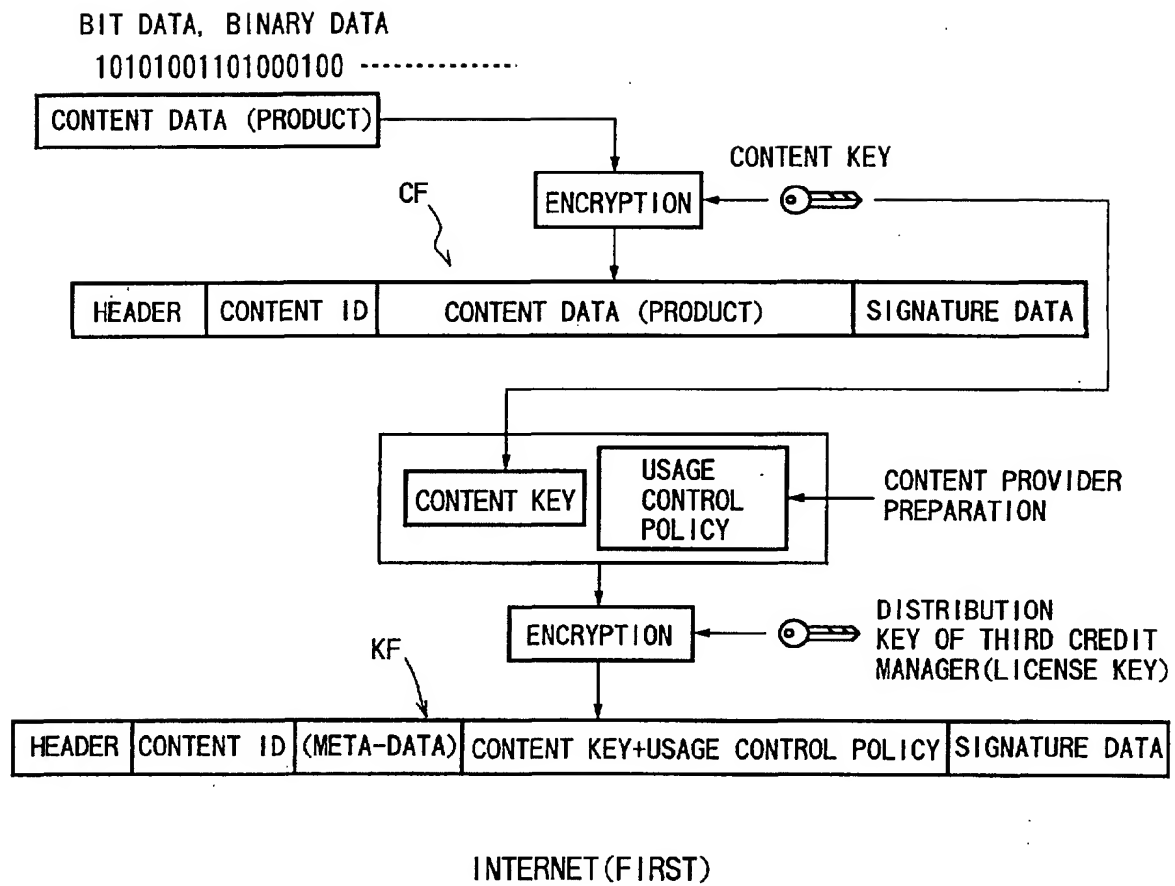 BIT DATA, BINARY DATA
10101001101000100 ---------------
CONTENT DATA (PRODUCT)
CONTENT KEY
ENCRYPTION
CF
HEADER CONTENT ID CONTENT DATA (PRODUCT) SIGNATURE DATA
CONTENT KEY
USAGE
CONTROL
POLICY
CONTENT PROVIDER
PREPARATION
ENCRYPTION
DISTRIBUTION
KEY OF THIRD CREDIT
MANAGER(LICENSE KEY)
KF
HEADER CONTENT ID (META-DATA) CONTENT KEY+USAGE CONTROL POLICY SIGNATURE DATA
INTERNET(FIRST)